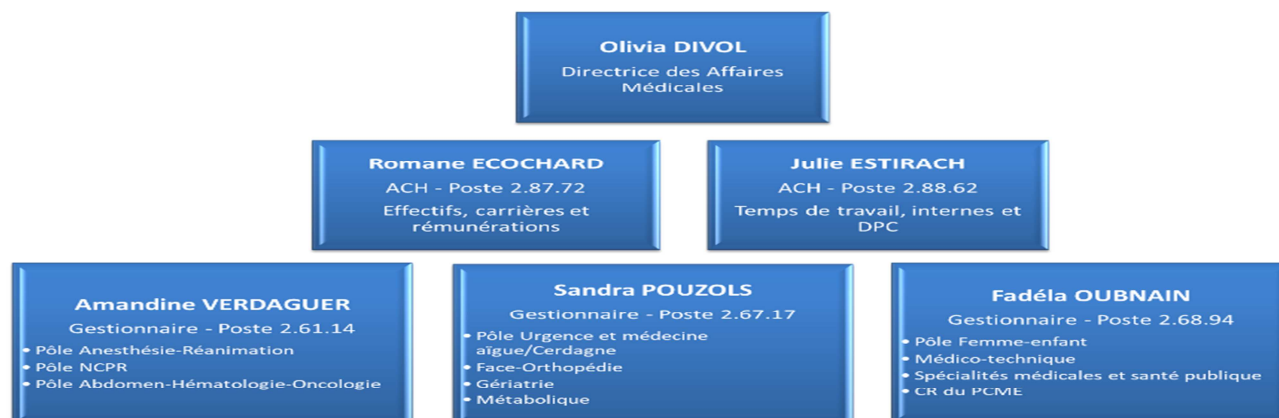 Olivia DIVOL
Directrice des Affaires
Médicales
Romane ECOCHARD
ACH - Poste 2.87.72
Effectifs, carrières et
rémunérations
Julie ESTIRACH
ACH - Poste 2.88.62
Temps de travail, internes et
DPC
Amandine VERDAGUER
Gestionnaire - Poste 2.61.14
• Pôle Anesthésie-Réanimation
• Pôle NCPR
• Pôle Abdomen-Hématologie-Oncologie
Sandra POUZOLS
Gestionnaire - Poste 2.67.17
• Pôle Urgence et médecine
aïgue/Cerdagne
• Face-Orthopédie
• Gériatrie
• Métabolique
Fadéla OUBNAIN
Gestionnaire - Poste 2.68.94
• Pôle Femme-enfant
• Médico-technique
• Spécialités médicales et santé publique
• CR du PCME